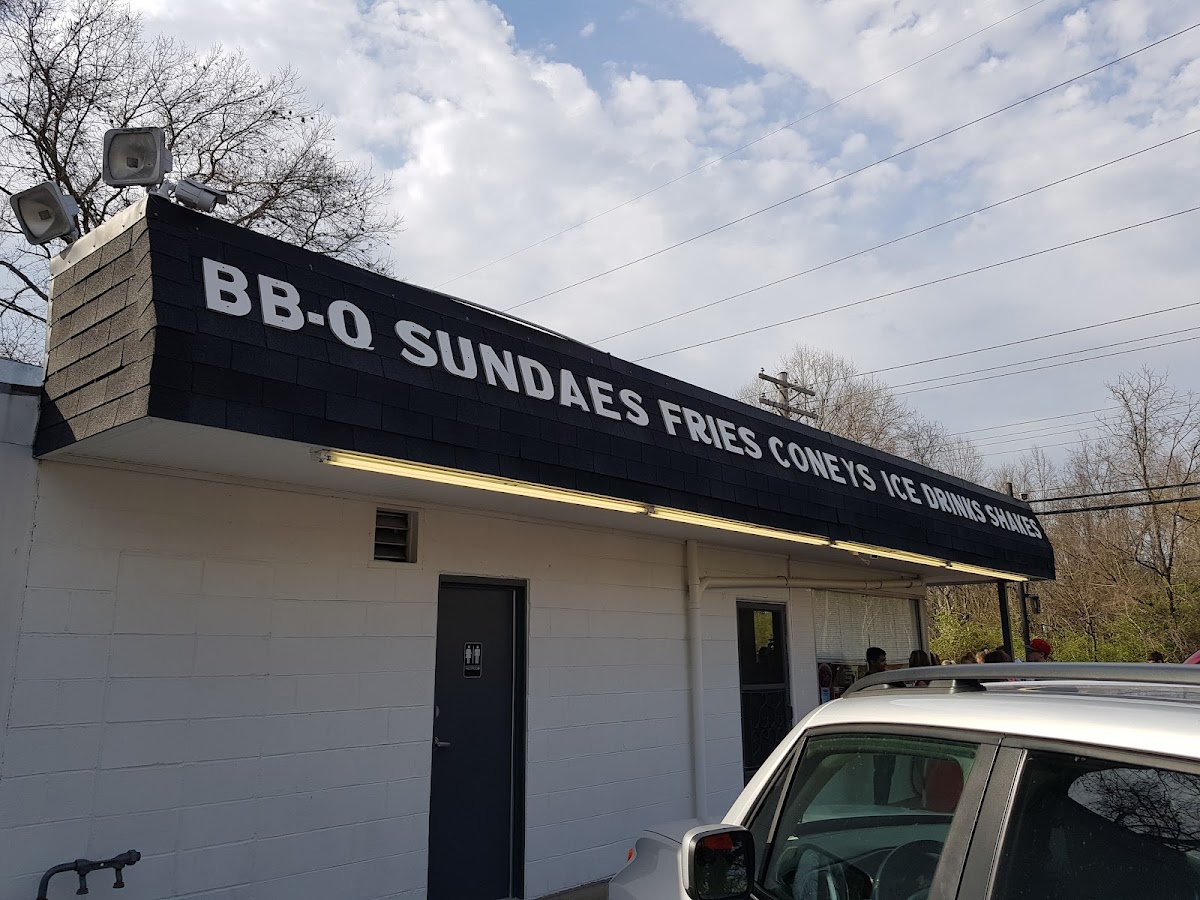 BB-Q SUNDAES FRIES CONEYS ICE DRINKS SHAKES